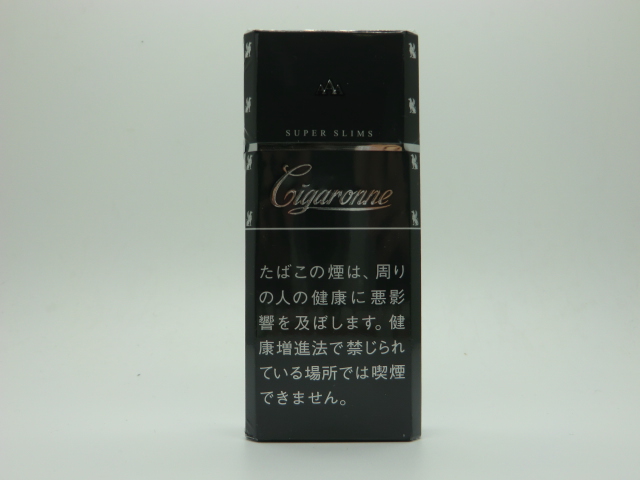 SUPER SLIMS
Cigaronne
たばこの煙は、周り
の人の健康に悪影
響を及ぼします。健
康増進法で禁じられ
ている場所では喫煙
できません。